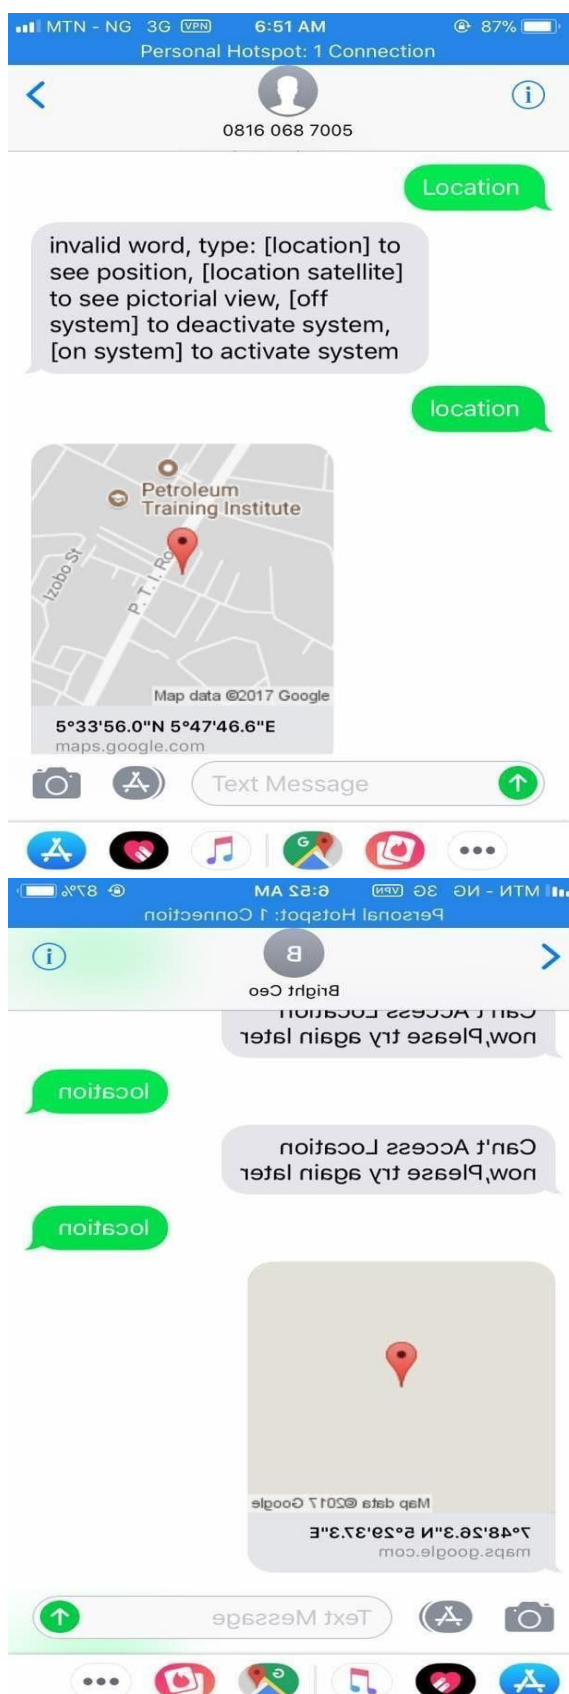 MTN - NG 3G VPN 6:51 AM 87%
Personal Hotspot: 1 Connection
0816 068 7005
Location
invalid word, type: [location] to
see position, [location satellite]
to see pictorial view, [off
system] to deactivate system,
[on system] to activate system
location
Petroleum
Training Institute
Izobo St
P. T. I. Ro
Map data ©2017 Google
5°33'56.0"N 5°47'46.6"E
maps.google.com
Text Message
MTN - NG 3G VPN 6:52 AM 87%
Personal Hotspot: 1 Connection
B
Bright Ceo
Can't Access Location
now,Please try again later
location
Can't Access Location
now,Please try again later
location
Map data ©2017 Google
7°48'26.3"N 5°29'37.3"E
maps.google.com
Text Message